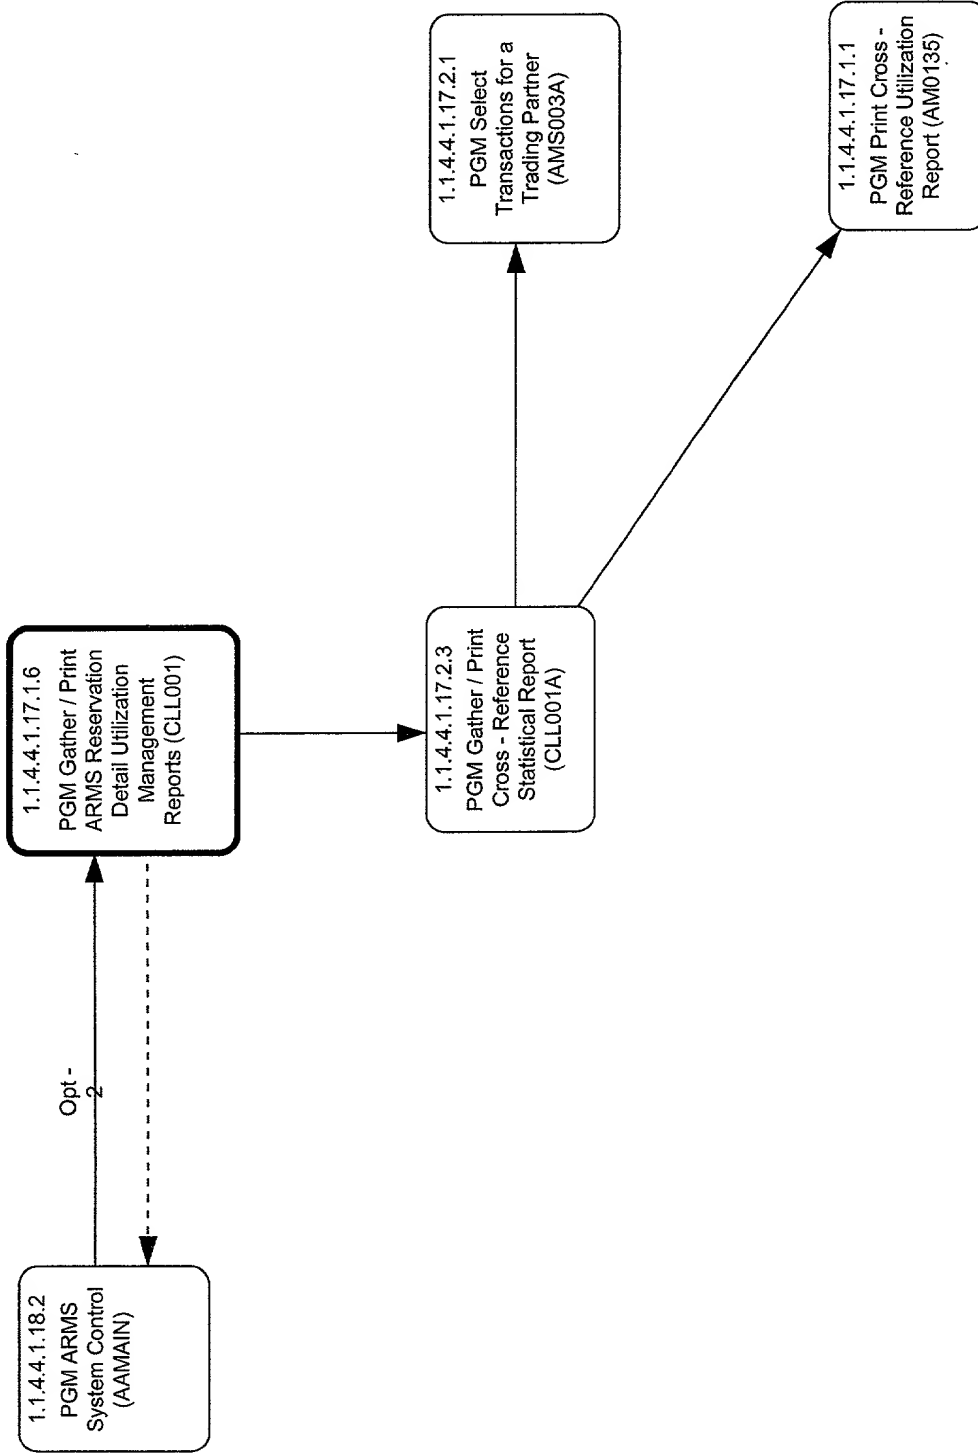 1.1.4.4.1.18.2
PGM ARMS
System Control
(AAMAIN)
Opt -
2
1.1.4.4.1.17.1.6
PGM Gather / Print
ARMS Reservation
Detail Utilization
Management
Reports (CLL001)
1.1.4.4.1.17.2.3
PGM Gather / Print
Cross - Reference
Statistical Report
(CLL001A)
1.1.4.4.1.17.2.1
PGM Select
Transactions for a
Trading Partner
(AMS003A)
1.1.4.4.1.17.1.1
PGM Print Cross -
Reference Utilization
Report (AM0135)